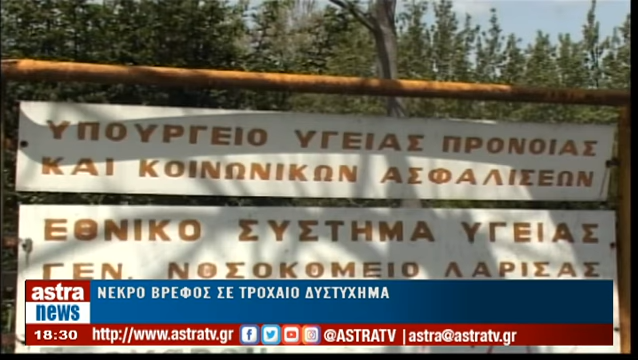 ΥΠΟΥΡΓΕΙΟ ΥΓΕΙΑΣ ΠΡΟΝΟΙΑΣ
ΚΑΙ ΚΟΙΝΩΝΙΚΩΝ ΑΣΦΑΛΙΣΕΩΝ
ΕΘΝΙΚΟ ΣΥΣΤΗΜΑ ΥΓΕΙΑΣ
ΓΕΝ. ΝΟΣΟΚΟΜΕΙΟ ΛΑΡΙΣΑΣ
astra
news
ΝΕΚΡΟ ΒΡΕΦΟΣ ΣΕ ΤΡΟΧΑΙΟ ΔΥΣΤΥΧΗΜΑ
18:30 http://www.astratv.gr @ASTRATV | astra@astratv.gr